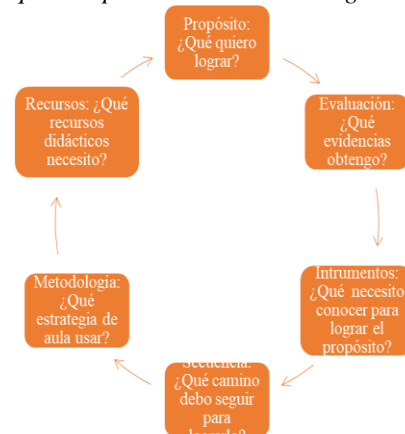 Propósito:
¿Qué quiero
lograr?
Evaluación:
¿Qué
evidencias
obtengo?
Intrumentos:
¿Qué necesito
conocer para
lograr el
propósito?
Secuencia:
¿Qué camino
debo seguir
para
Metodología:
¿Qué
estrategia de
aula usar?
Recursos: ¿Qué
recursos
didácticos
necesito?